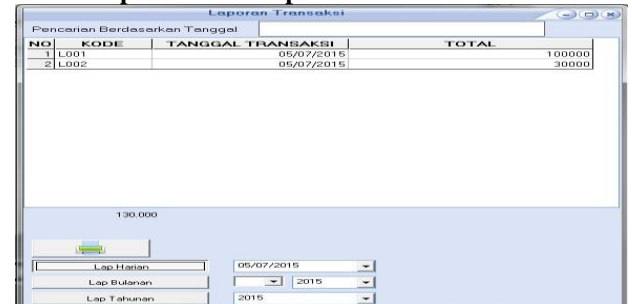 Laporan Transaksi
Pencarian Berdasarkan Tanggal
NO KODE TANGGAL TRANSAKSI TOTAL
1 L001 05/07/2015 100000
2 L002 05/07/2015 30000
130.000
Lap Harian 05/07/2015
Lap Bulanan 2015
Lap Tahunan 2015